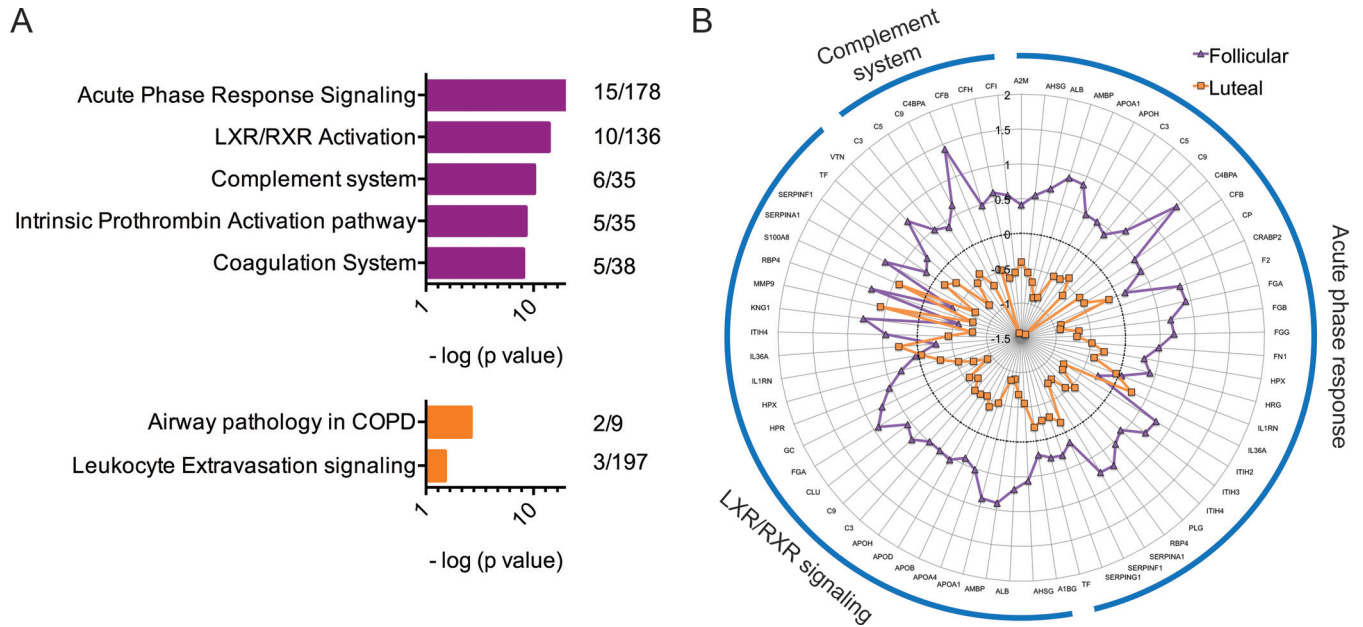 A
Acute Phase Response Signaling 15/178
LXR/RXR Activation 10/136
Complement system 6/35
Intrinsic Prothrombin Activation pathway 5/35
Coagulation System 5/38
1 10
- log (p value)
Airway pathology in COPD 2/9
Leukocyte Extravasation signaling 3/197
1 10
- log (p value)
B
Follicular
Luteal
Complement
system
Acute phase response
LXR/RXR signaling
2
1.5
1
0.5
0
-0.5
-1
-1.5
A2M
AHSG
ALB
AMBP
APOA1
APOH
C3
C5
C9
C4BPA
CFB
CP
CRABP2
F2
FGA
FGB
FGG
FN1
HPX
HRG
IL1RN
IL36A
ITIH2
ITIH3
ITIH4
PLG
RBP4
SERPINA1
SERPINF1
SERPING1
TF
A1BG
AHSG
ALB
AMBP
APOA1
APOA4
APOB
APOD
APOH
C3
C9
CLU
FGA
GC
HPR
HPX
IL1RN
IL36A
ITIH4
KNG1
MMP9
RBP4
S100A8
SERPINA1
SERPINF1
TF
VTN
C3
C5
C9
C4BPA
CFB
CFH
CFI